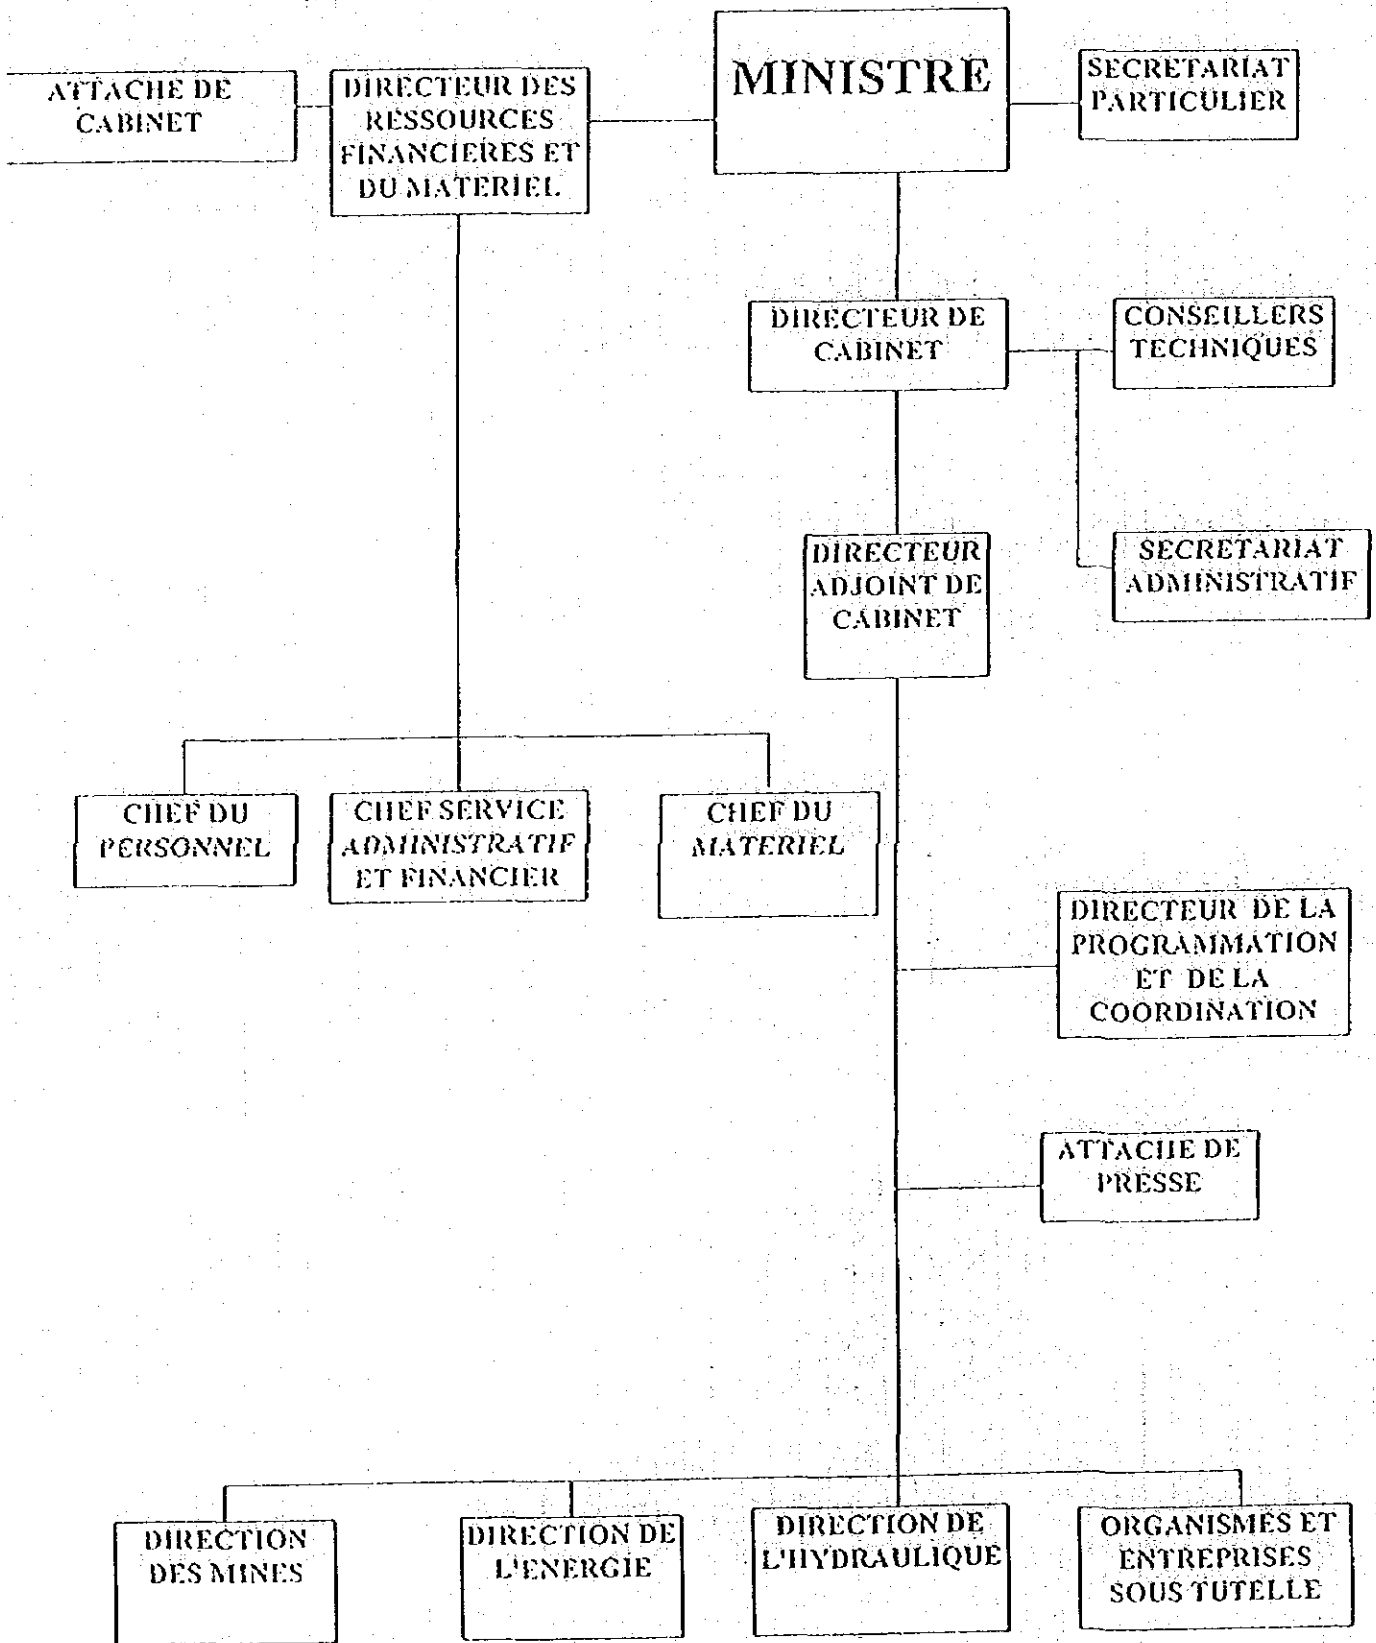 MINISTRE
SECRETARIAT
PARTICULIER
ATTACHE DE
CABINET
DIRECTEUR DES
RESSOURCES
FINANCIERES ET
DU MATERIEL
DIRECTEUR DE
CABINET
CONSEILLERS
TECHNIQUES
DIRECTEUR
ADJOINT DE
CABINET
SECRETARIAT
ADMINISTRATIF
CHEF DU
PERSONNEL
CHEF SERVICE
ADMINISTRATIF
ET FINANCIER
CHEF DU
MATERIEL
DIRECTEUR DE LA
PROGRAMMATION
ET DE LA
COORDINATION
ATTACHE DE
PRESSE
DIRECTION
DES MINES
DIRECTION DE
L'ENERGIE
DIRECTION DE
L'HYDRAULIQUE
ORGANISMES ET
ENTREPRISES
SOUS TUTELLE